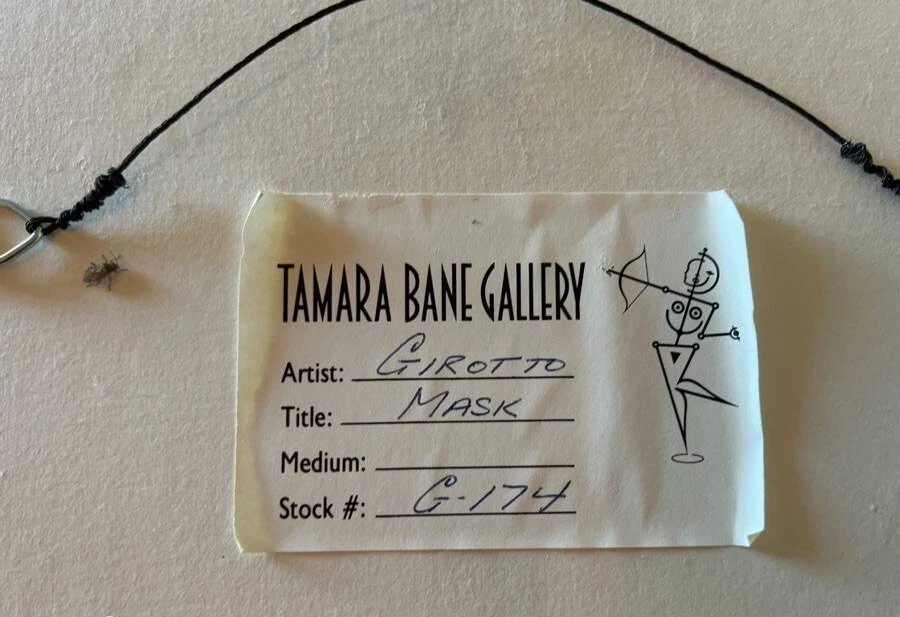 TAMARA BANE GALLERY
Artist: GIROTTO
Title: MASK
Medium:
Stock #: G-174